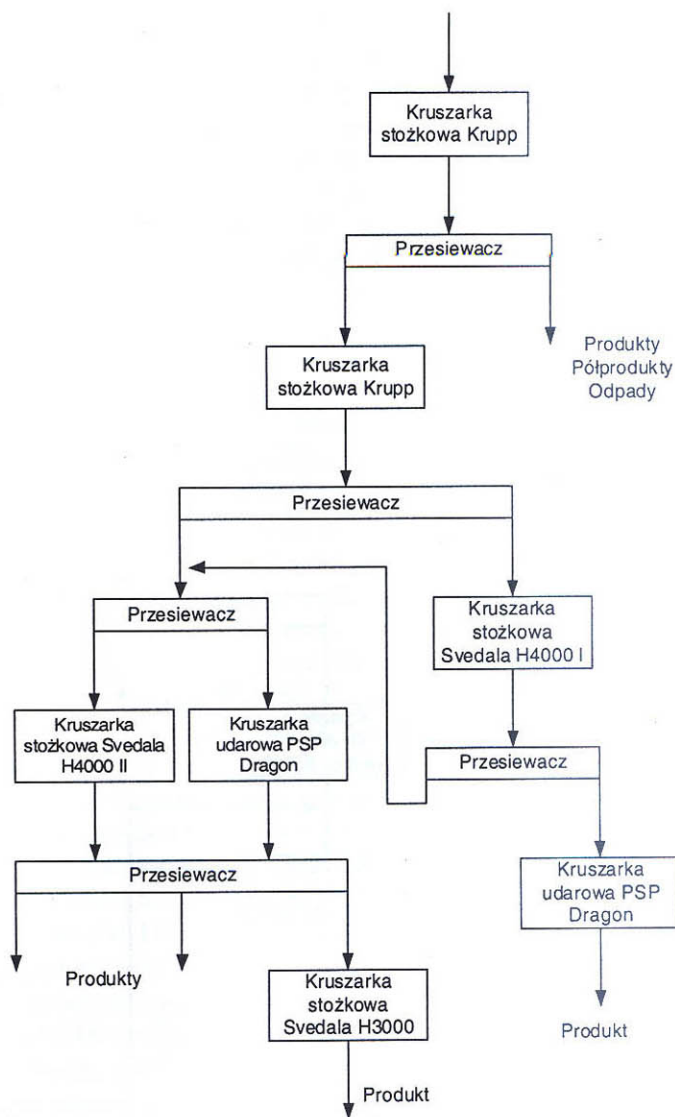 Kruszarka
stożkowa Krupp
Przesiewacz
Produkty
Półprodukty
Odpady
Kruszarka
stożkowa Krupp
Przesiewacz
Przesiewacz
Kruszarka
stożkowa
Svedala H4000 I
Kruszarka
stożkowa Svedala
H4000 II
Kruszarka
udarowa PSP
Dragon
Przesiewacz
Przesiewacz
Kruszarka
udarowa PSP
Dragon
Produkty
Kruszarka
stożkowa
Svedala H3000
Produkt
Produkt